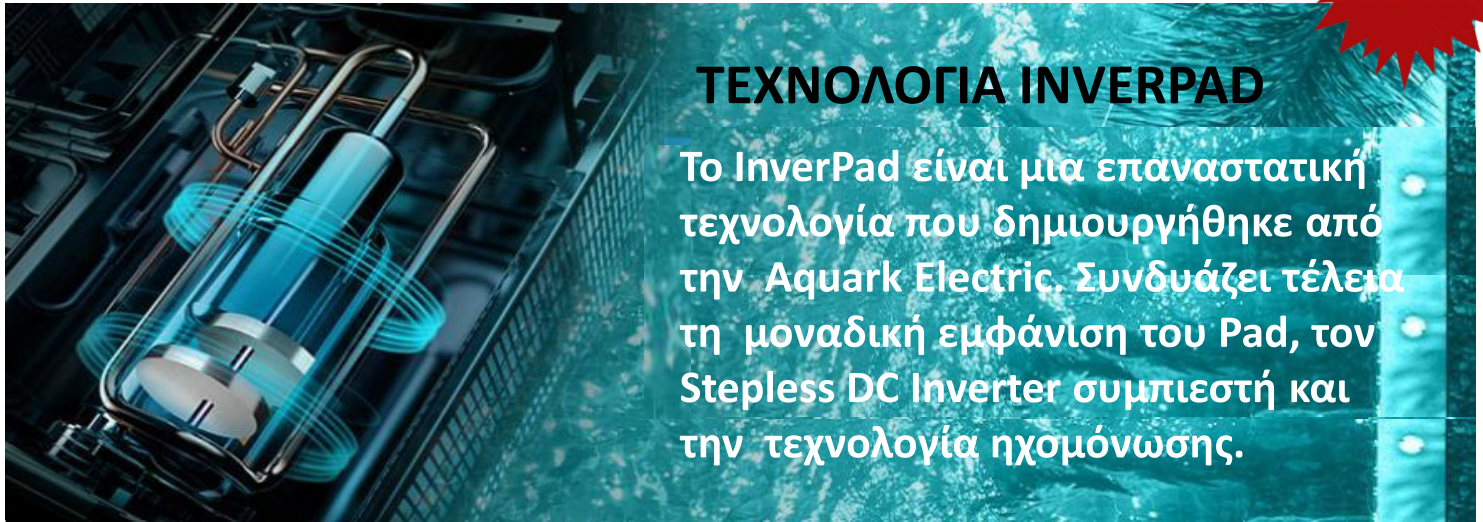 ΤΕΧΝΟΛΟΓΙΑ INVERPAD
Το InverPad είναι μια επαναστατική
τεχνολογία που δημιουργήθηκε από
την Aquark Electric. Συνδυάζει τέλεια
τη μοναδική εμφάνιση του Pad, τον
Stepless DC Inverter συμπιεστή και
την τεχνολογία ηχομόνωσης.